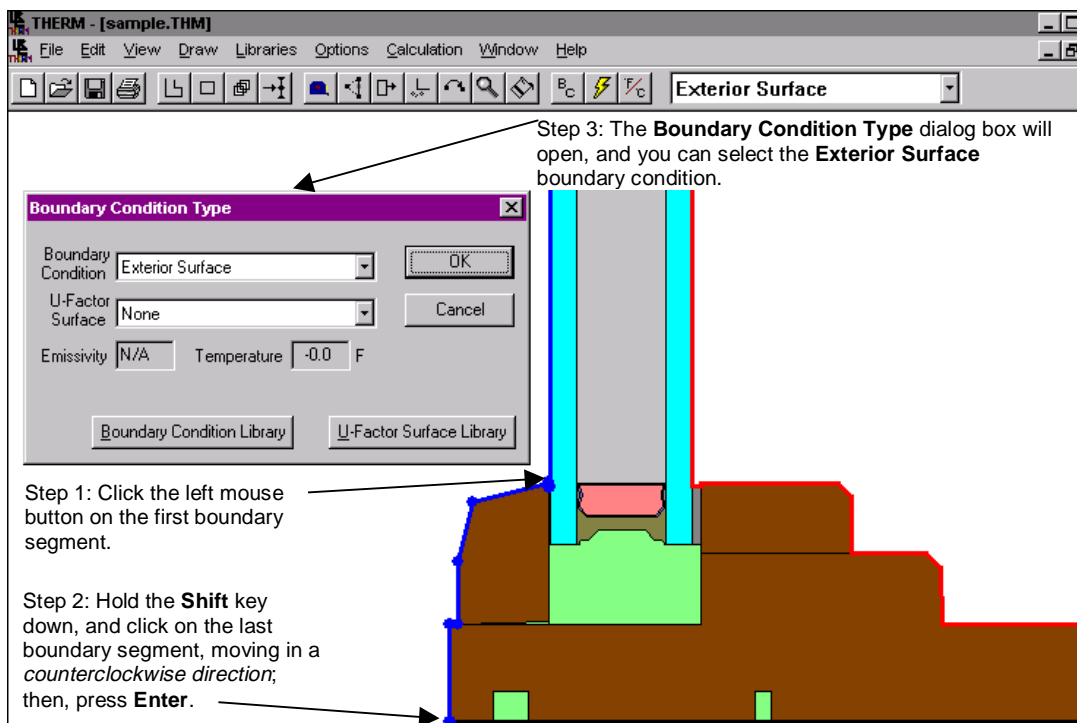 THERM - [sample.THM]
File Edit View Draw Libraries Options Calculation Window Help
BC F/C Exterior Surface
Step 3: The Boundary Condition Type dialog box will
open, and you can select the Exterior Surface
boundary condition.
Boundary Condition Type
Boundary
Condition
Exterior Surface
OK
U-Factor
Surface
None
Cancel
Emissivity N/A Temperature -0.0 F
Boundary Condition Library U-Factor Surface Library
Step 1: Click the left mouse
button on the first boundary
segment.
Step 2: Hold the Shift key
down, and click on the last
boundary segment, moving in a
counterclockwise direction;
then, press Enter.